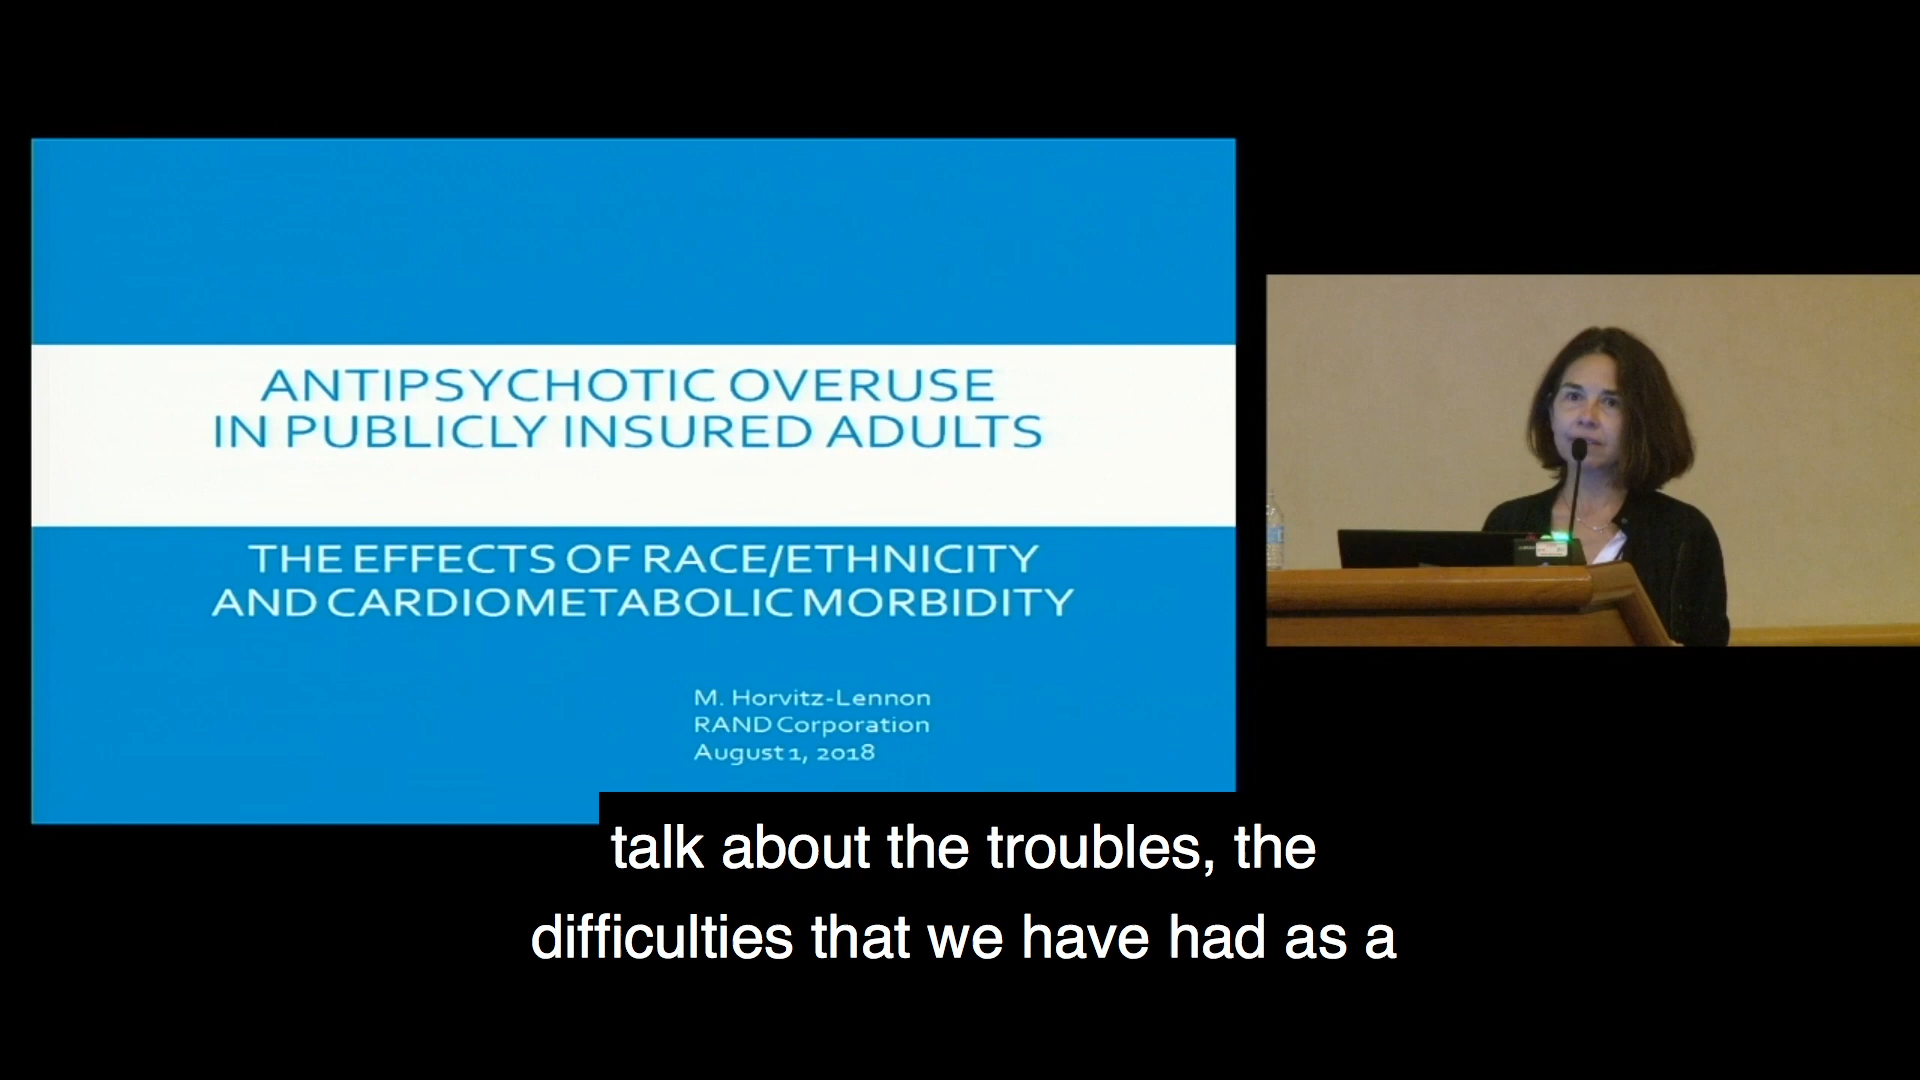 ANTIPSYCHOTIC OVERUSE
IN PUBLICLY INSURED ADULTS
THE EFFECTS OF RACE/ETHNICITY
AND CARDIOMETABOLIC MORBIDITY
M. Horvitz-Lennon
RAND Corporation
August 1, 2018
talk about the troubles, the
difficulties that we have had as a